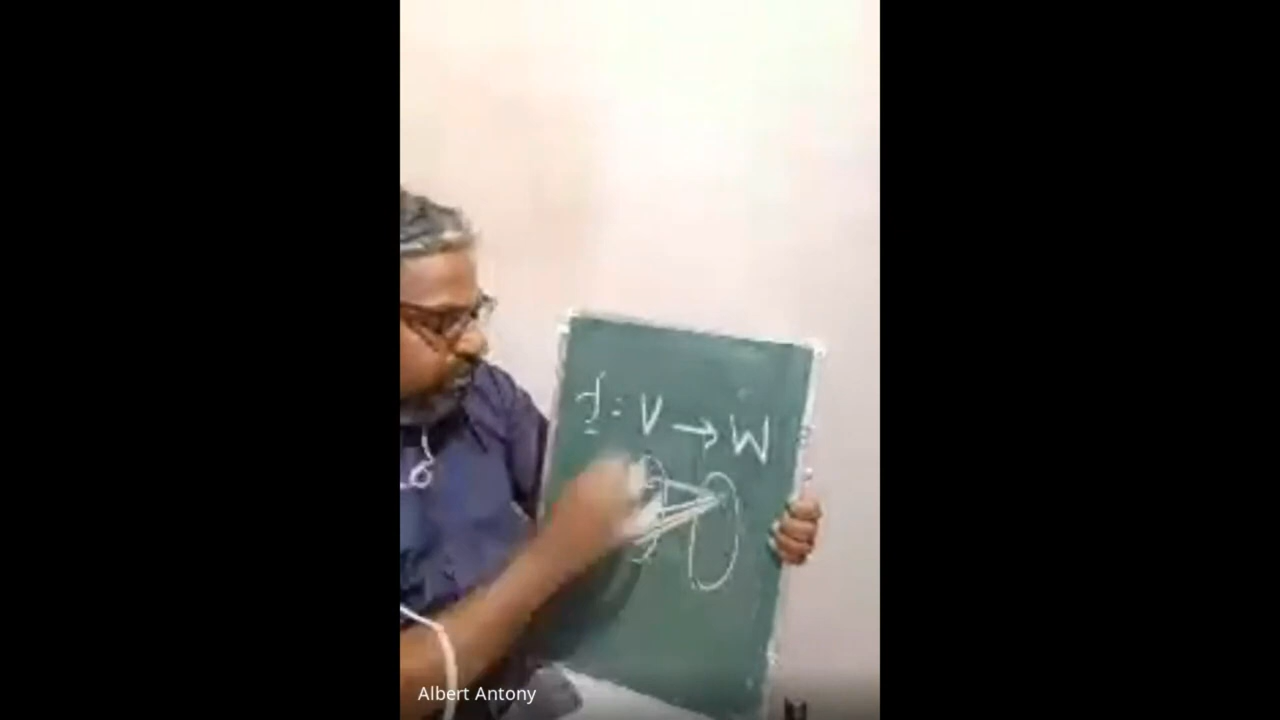 f : V → W
Albert Antony